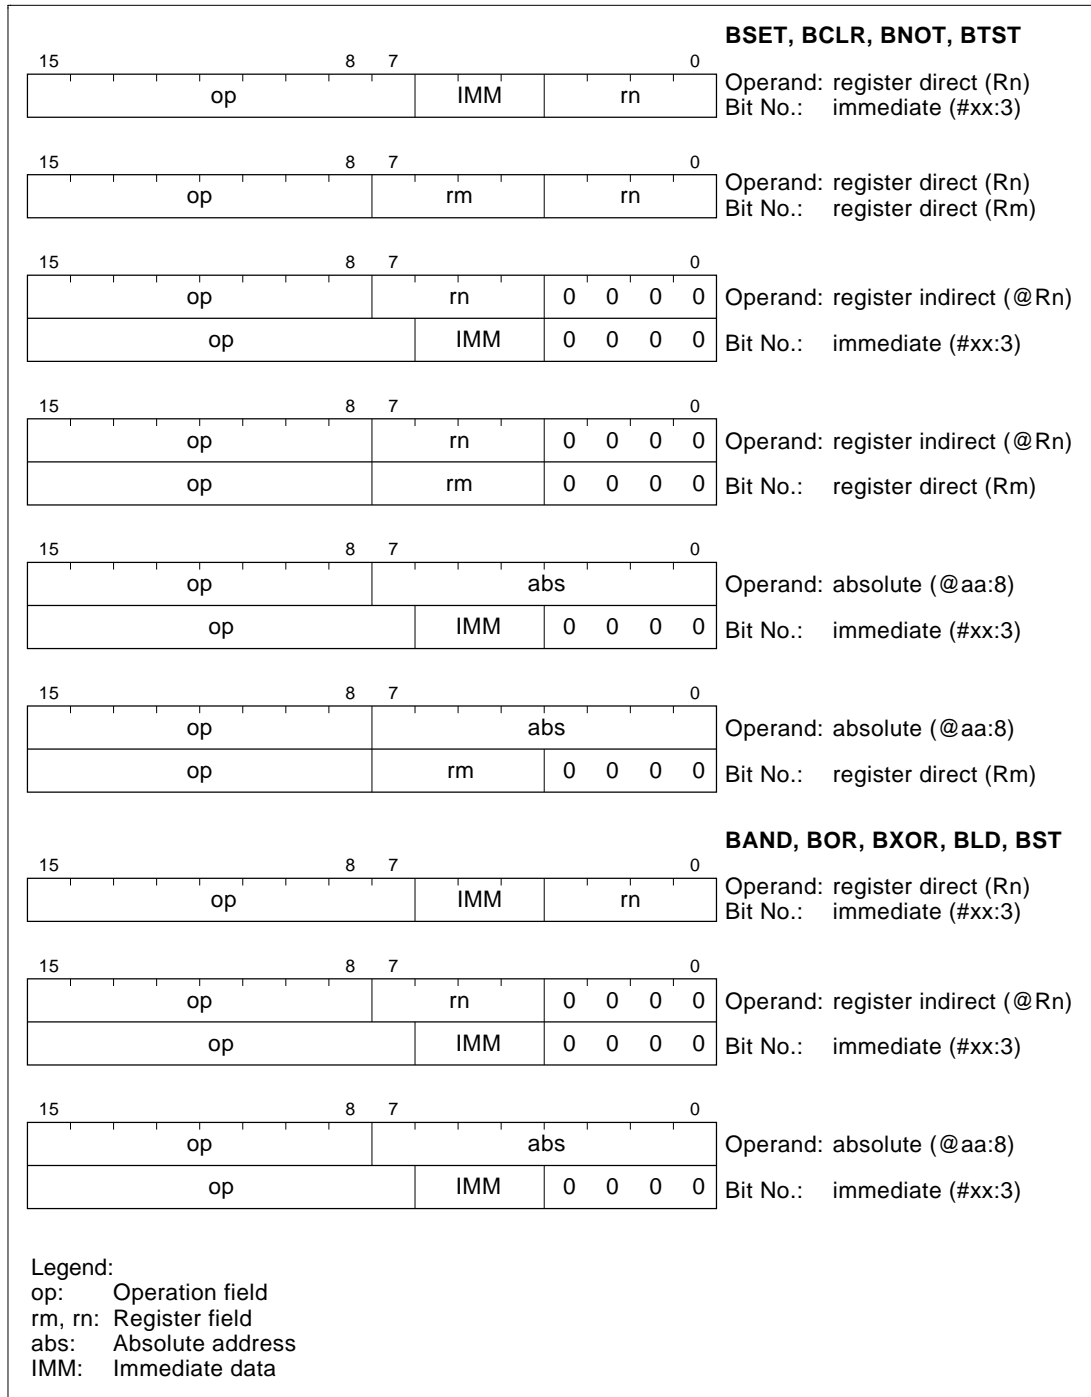 BSET, BCLR, BNOT, BTST
15 8 7 0
op IMM rn Operand: register direct (Rn)
Bit No.: immediate (#xx:3)
15 8 7 0
op rm rn Operand: register direct (Rn)
Bit No.: register direct (Rm)
15 8 7 0
op rn 0 0 0 0 Operand: register indirect (@Rn)
op IMM 0 0 0 0 Bit No.: immediate (#xx:3)
15 8 7 0
op rn 0 0 0 0 Operand: register indirect (@Rn)
op rm 0 0 0 0 Bit No.: register direct (Rm)
15 8 7 0
op abs Operand: absolute (@aa:8)
op IMM 0 0 0 0 Bit No.: immediate (#xx:3)
15 8 7 0
op abs Operand: absolute (@aa:8)
op rm 0 0 0 0 Bit No.: register direct (Rm)
BAND, BOR, BXOR, BLD, BST
15 8 7 0
op IMM rn Operand: register direct (Rn)
Bit No.: immediate (#xx:3)
15 8 7 0
op rn 0 0 0 0 Operand: register indirect (@Rn)
op IMM 0 0 0 0 Bit No.: immediate (#xx:3)
15 8 7 0
op abs Operand: absolute (@aa:8)
op IMM 0 0 0 0 Bit No.: immediate (#xx:3)
Legend:
op: Operation field
rm, rn: Register field
abs: Absolute address
IMM: Immediate data